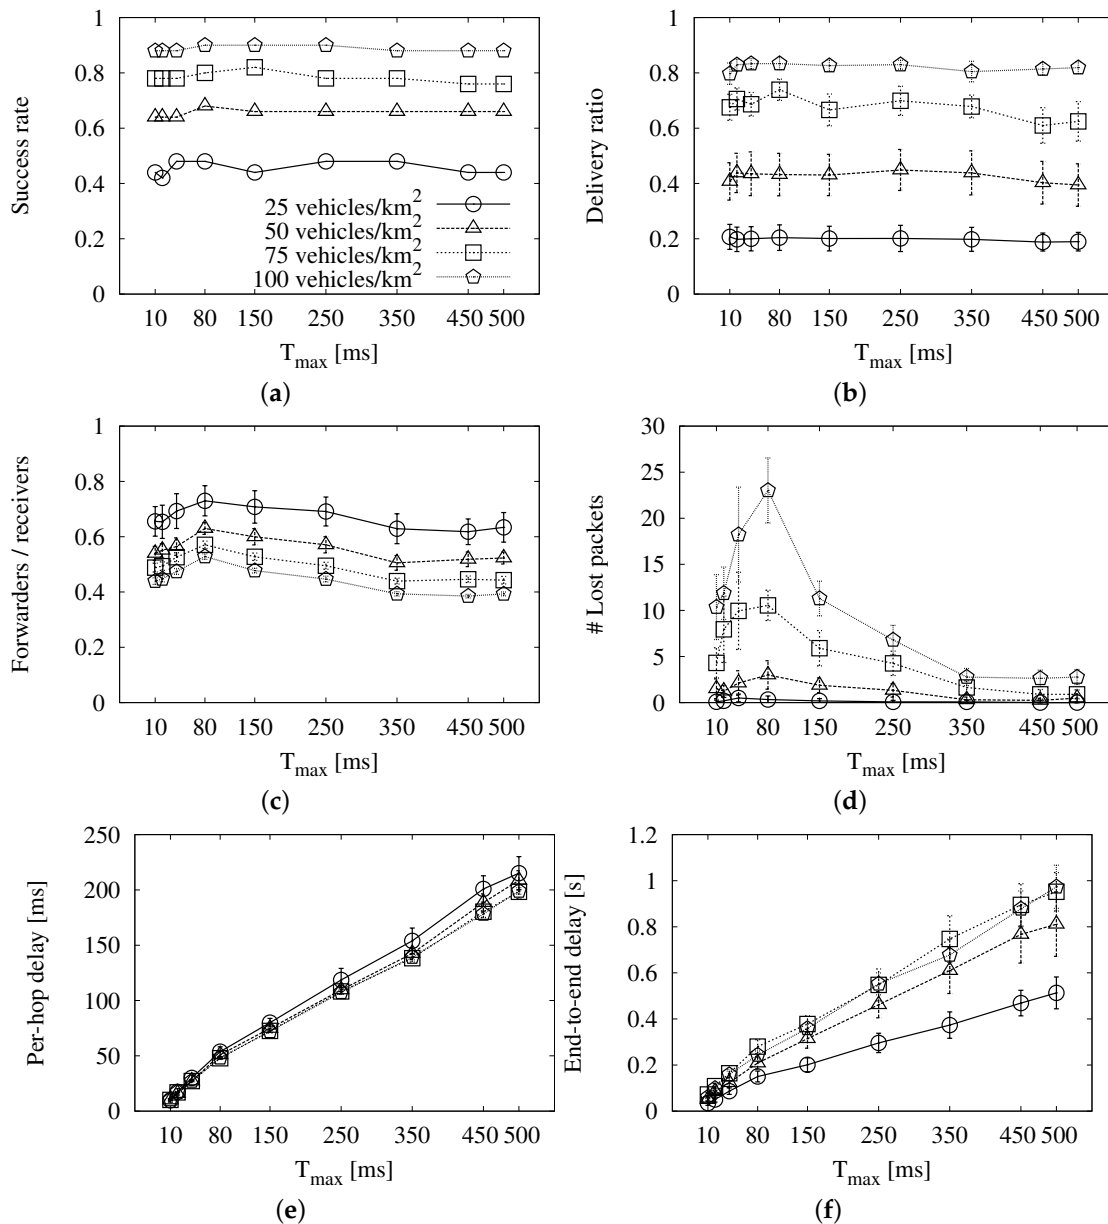 1
0.8
0.6
0.4
0.2
0
Success rate
25 vehicles/km²
50 vehicles/km²
75 vehicles/km²
100 vehicles/km²
10 80 150 250 350 450 500
T_max [ms]
(a)
1
0.8
0.6
0.4
0.2
0
Delivery ratio
10 80 150 250 350 450 500
T_max [ms]
(b)
1
0.8
0.6
0.4
0.2
0
Forwarders / receivers
10 80 150 250 350 450 500
T_max [ms]
(c)
30
25
20
15
10
5
0
# Lost packets
10 80 150 250 350 450 500
T_max [ms]
(d)
250
200
150
100
50
0
Per-hop delay [ms]
10 80 150 250 350 450 500
T_max [ms]
(e)
1.2
1
0.8
0.6
0.4
0.2
0
End-to-end delay [s]
10 80 150 250 350 450 500
T_max [ms]
(f)